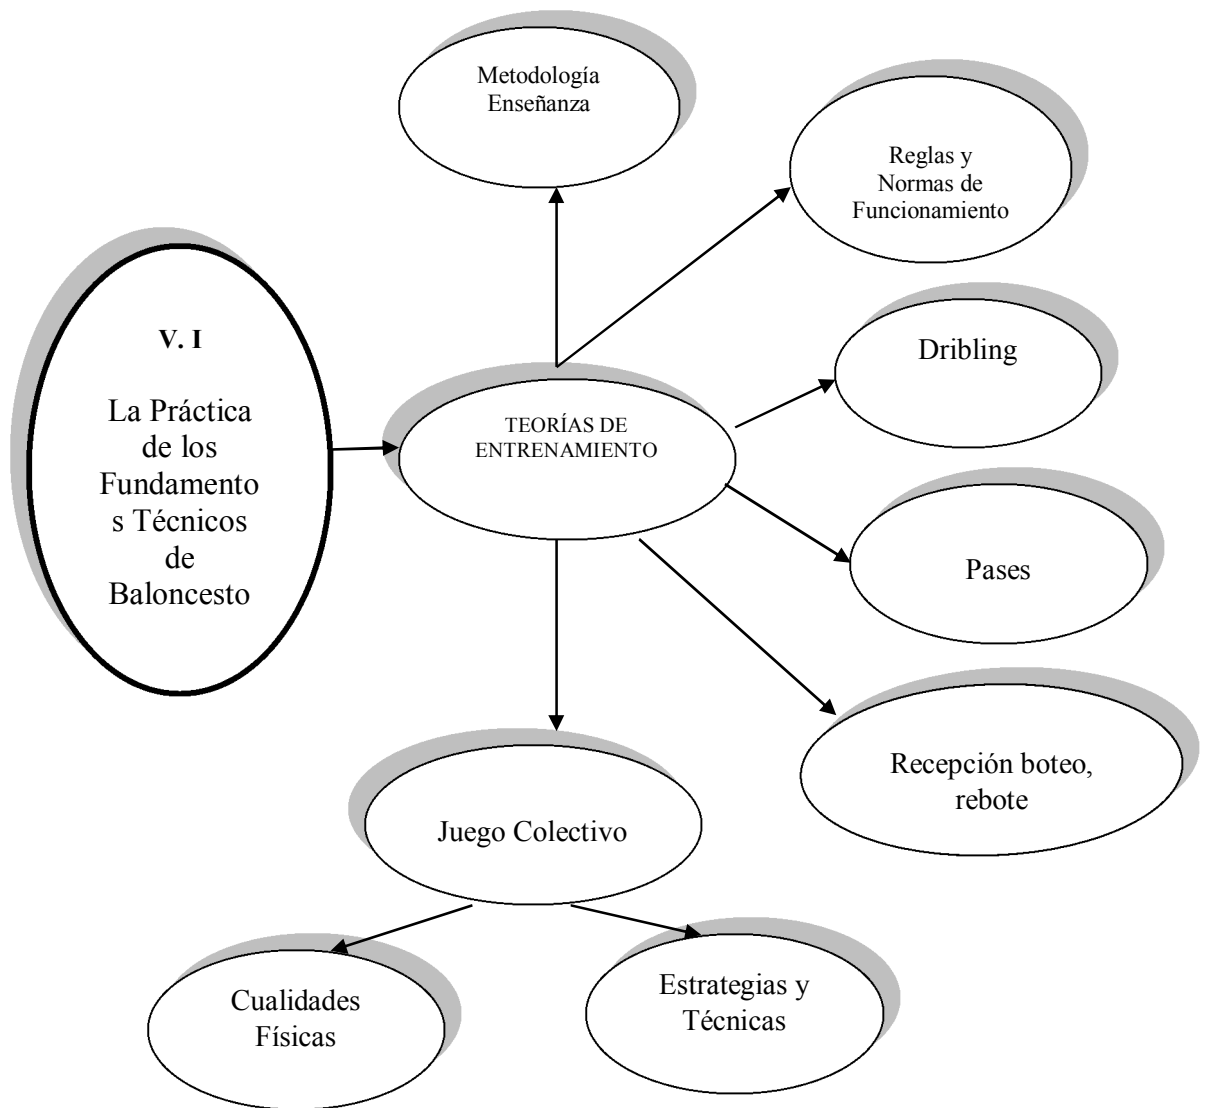 Metodología
Enseñanza
Reglas y
Normas de
Funcionamiento
V. I
La Práctica
de los
Fundamento
s Técnicos
de
Baloncesto
Dribling
TEORÍAS DE
ENTRENAMIENTO
Pases
Recepción boteo,
rebote
Juego Colectivo
Cualidades
Físicas
Estrategias y
Técnicas